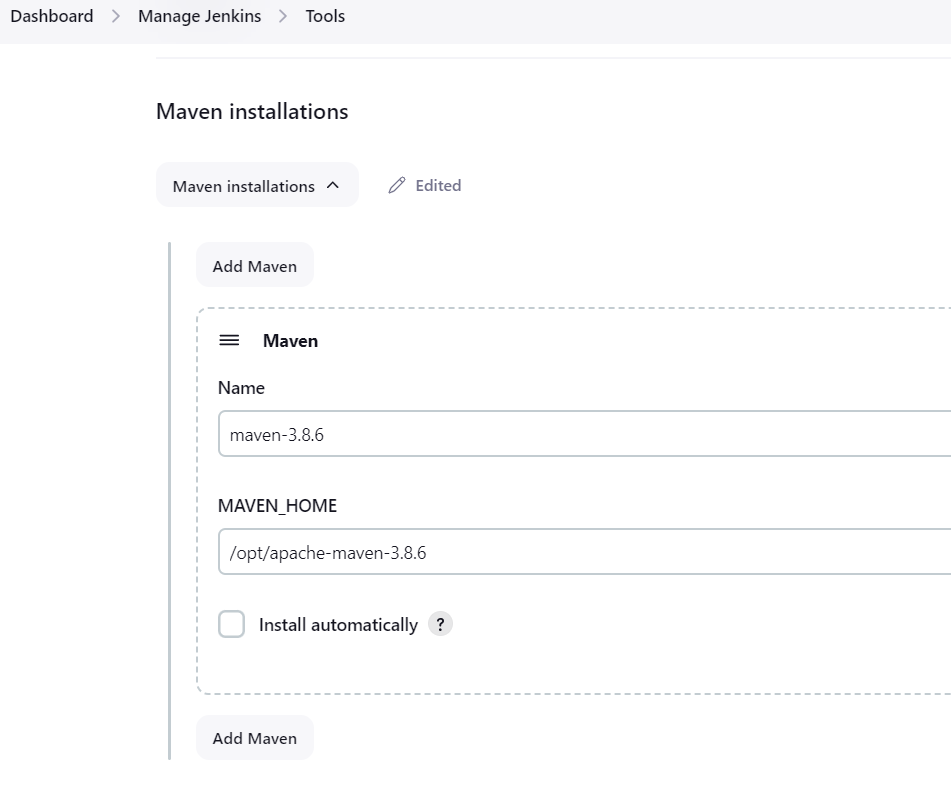 Dashboard > Manage Jenkins > Tools
Maven installations
Maven installations Edited
Add Maven
Maven
Name
maven-3.8.6
MAVEN_HOME
/opt/apache-maven-3.8.6
Install automatically ?
Add Maven